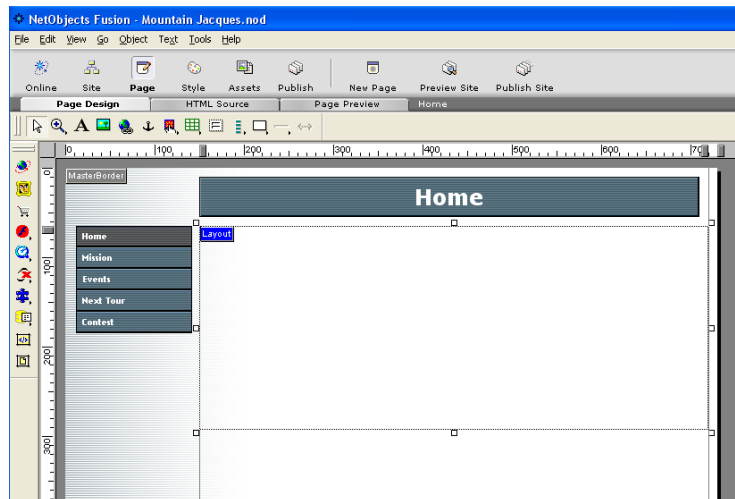 NetObjects Fusion - Mountain Jacques.nod
File Edit View Go Object Text Tools Help
Online Site Page Style Assets Publish New Page Preview Site Publish Site
Page Design HTML Source Page Preview Home
A
0 100 200 300 400 500 600 700
MasterBorder
Home
Layout
Home
Mission
Events
Next Tour
Contest
0
100
200
300